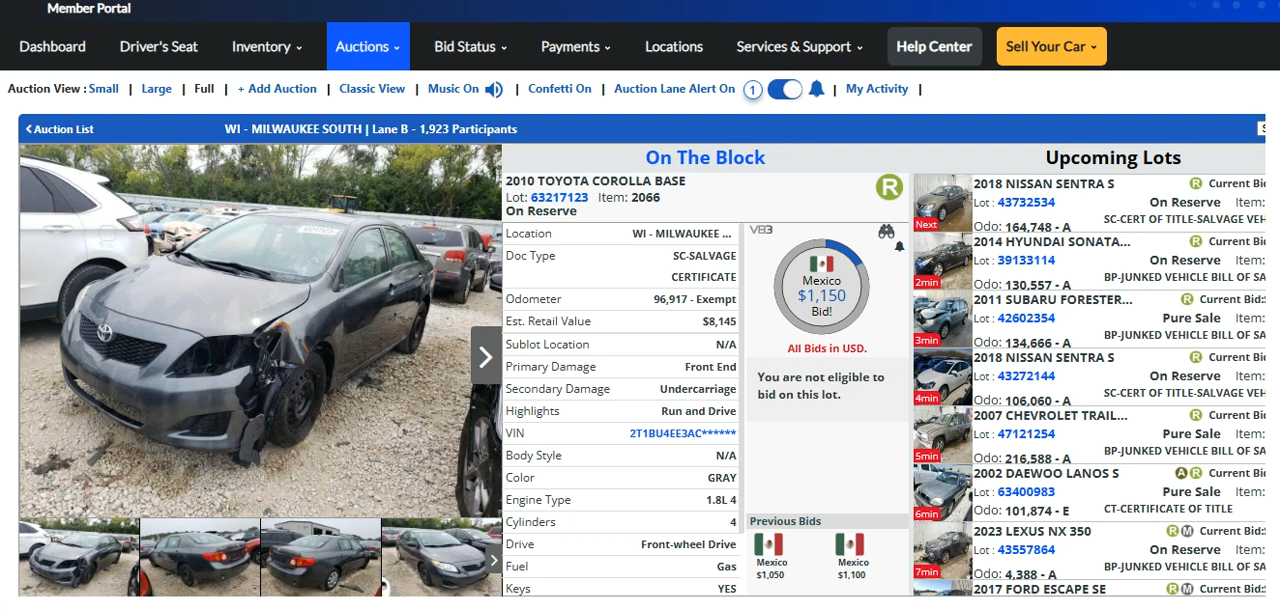 Member Portal
Dashboard Driver's Seat Inventory Auctions Bid Status Payments Locations Services & Support Help Center Sell Your Car
Auction View : Small | Large | Full | + Add Auction | Classic View | Music On | Confetti On | Auction Lane Alert On 1 | My Activity |
Auction List WI - MILWAUKEE SOUTH | Lane B - 1,923 Participants
On The Block
2010 TOYOTA COROLLA BASE
R
Lot: 63217123 Item: 2066
On Reserve
Location WI - MILWAUKEE ...
Doc Type SC-SALVAGE
CERTIFICATE
Odometer 96,917 - Exempt
Est. Retail Value $8,145
Sublot Location N/A
Primary Damage Front End
Secondary Damage Undercarriage
Highlights Run and Drive
VIN 2T1BU4EE3AC******
Body Style N/A
Color GRAY
Engine Type 1.8L 4
Cylinders 4
Drive Front-wheel Drive
Fuel Gas
Keys YES
VB3
Mexico
$1,150
Bid!
All Bids in USD.
You are not eligible to
bid on this lot.
Previous Bids
Mexico Mexico
$1,050 $1,100
Upcoming Lots
2018 NISSAN SENTRA S R Current Bid
Lot : 43732534 On Reserve Item:
Next
SC-CERT OF TITLE-SALVAGE VEH
Odo: 164,748 - A
2014 HYUNDAI SONATA... R Current Bid
Lot : 39133114 On Reserve Item:
2min
BP-JUNKED VEHICLE BILL OF SA
Odo: 130,557 - A
2011 SUBARU FORESTER... R Current Bid:
Lot : 42602354 Pure Sale Item:
3min
BP-JUNKED VEHICLE BILL OF SA
Odo: 134,666 - A
2018 NISSAN SENTRA S R Current Bid
Lot : 43272144 On Reserve Item:
4min
SC-CERT OF TITLE-SALVAGE VEH
Odo: 106,060 - A
2007 CHEVROLET TRAIL... R Current Bid
Lot : 47121254 Pure Sale Item:
5min
BP-JUNKED VEHICLE BILL OF SA
Odo: 216,588 - A
2002 DAEWOO LANOS S A R Current Bid
Lot : 63400983 Pure Sale Item:
6min
Odo: 101,874 - E CT-CERTIFICATE OF TITLE
2023 LEXUS NX 350 R M Current Bid:
Lot : 43557864 On Reserve Item:
7min
Odo: 4,388 - A
2017 FORD ESCAPE SE R M Current Bid: